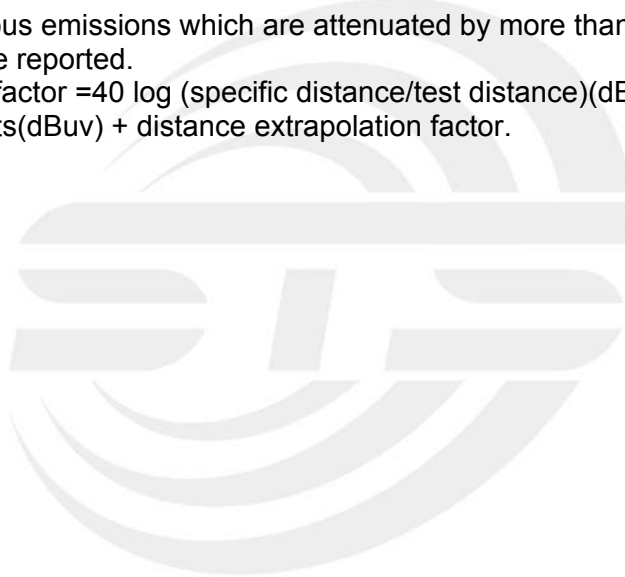 ous emissions which are attenuated by more than
e reported.
factor =40 log (specific distance/test distance)(dB
ts(dBuv) + distance extrapolation factor.
STS